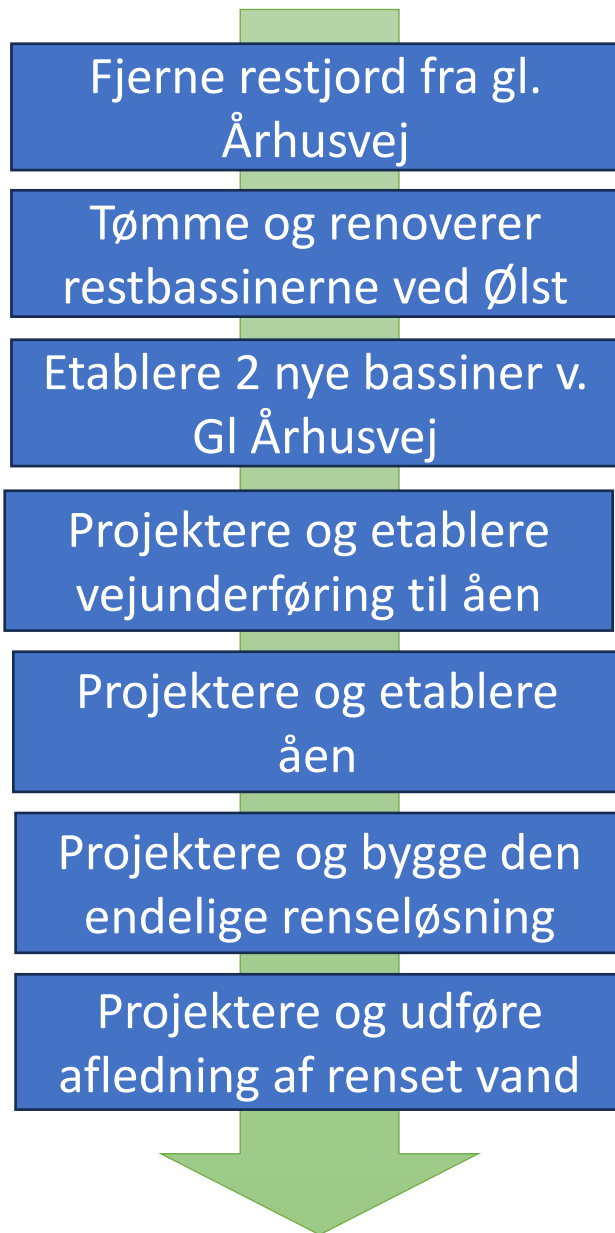 Fjerne restjord fra gl.
Århusvej
Tømme og renoverer
restbassinerne ved Ølst
Etablere 2 nye bassiner v.
Gl Århusvej
Projektere og etablere
vejunderføring til åen
Projektere og etablere
åen
Projektere og bygge den
endelige renseløsning
Projektere og udføre
afledning af renset vand